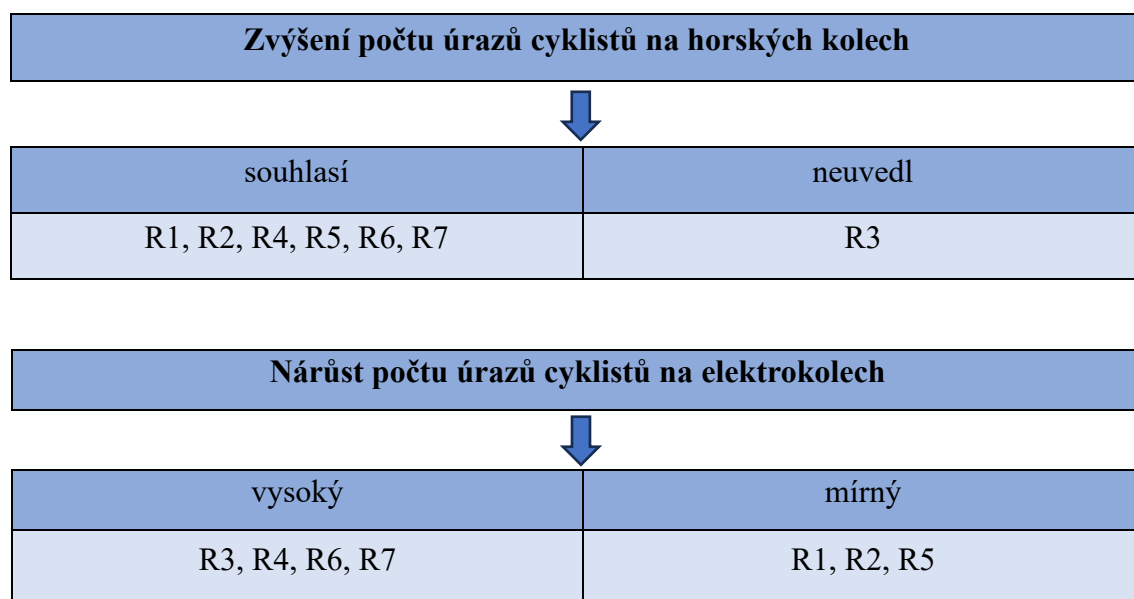 Zvýšení počtu úrazů cyklistů na horských kolech
souhlasí
neuvedl
R1, R2, R4, R5, R6, R7
R3
Nárůst počtu úrazů cyklistů na elektrokolech
vysoký
mírný
R3, R4, R6, R7
R1, R2, R5